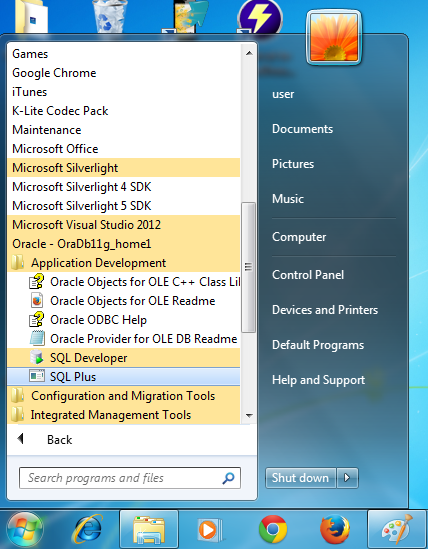 Games
Google Chrome
iTunes
K-Lite Codec Pack
Maintenance
Microsoft Office
Microsoft Silverlight
Microsoft Silverlight 4 SDK
Microsoft Silverlight 5 SDK
Microsoft Visual Studio 2012
Oracle - OraDb11g_home1
Application Development
Oracle Objects for OLE C++ Class Lil
Oracle Objects for OLE Readme
Oracle ODBC Help
Oracle Provider for OLE DB Readme
SQL Developer
SQL Plus
Configuration and Migration Tools
Integrated Management Tools
Back
Search programs and files
user
Documents
Pictures
Music
Computer
Control Panel
Devices and Printers
Default Programs
Help and Support
Shut down